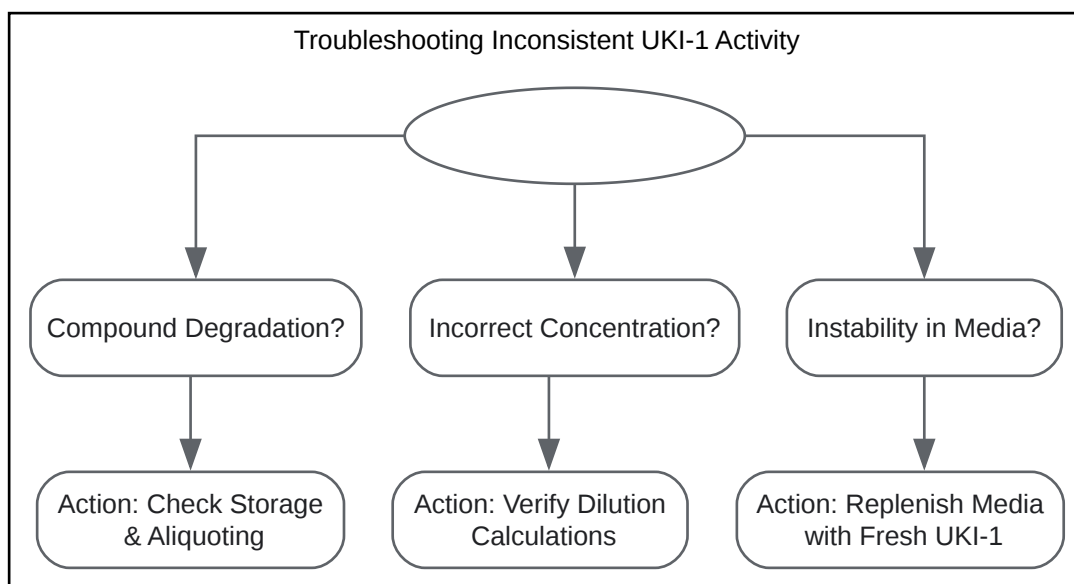 Troubleshooting Inconsistent UKI-1 Activity
Compound Degradation?
Incorrect Concentration?
Instability in Media?
Action: Check Storage
& Aliquoting
Action: Verify Dilution
Calculations
Action: Replenish Media
with Fresh UKI-1